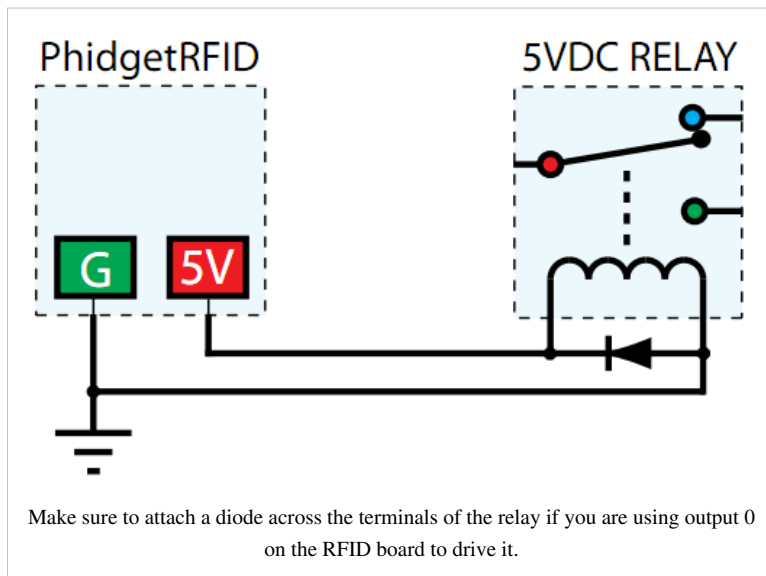 PhidgetRFID
5VDC RELAY
G
5V
Make sure to attach a diode across the terminals of the relay if you are using output 0
on the RFID board to drive it.